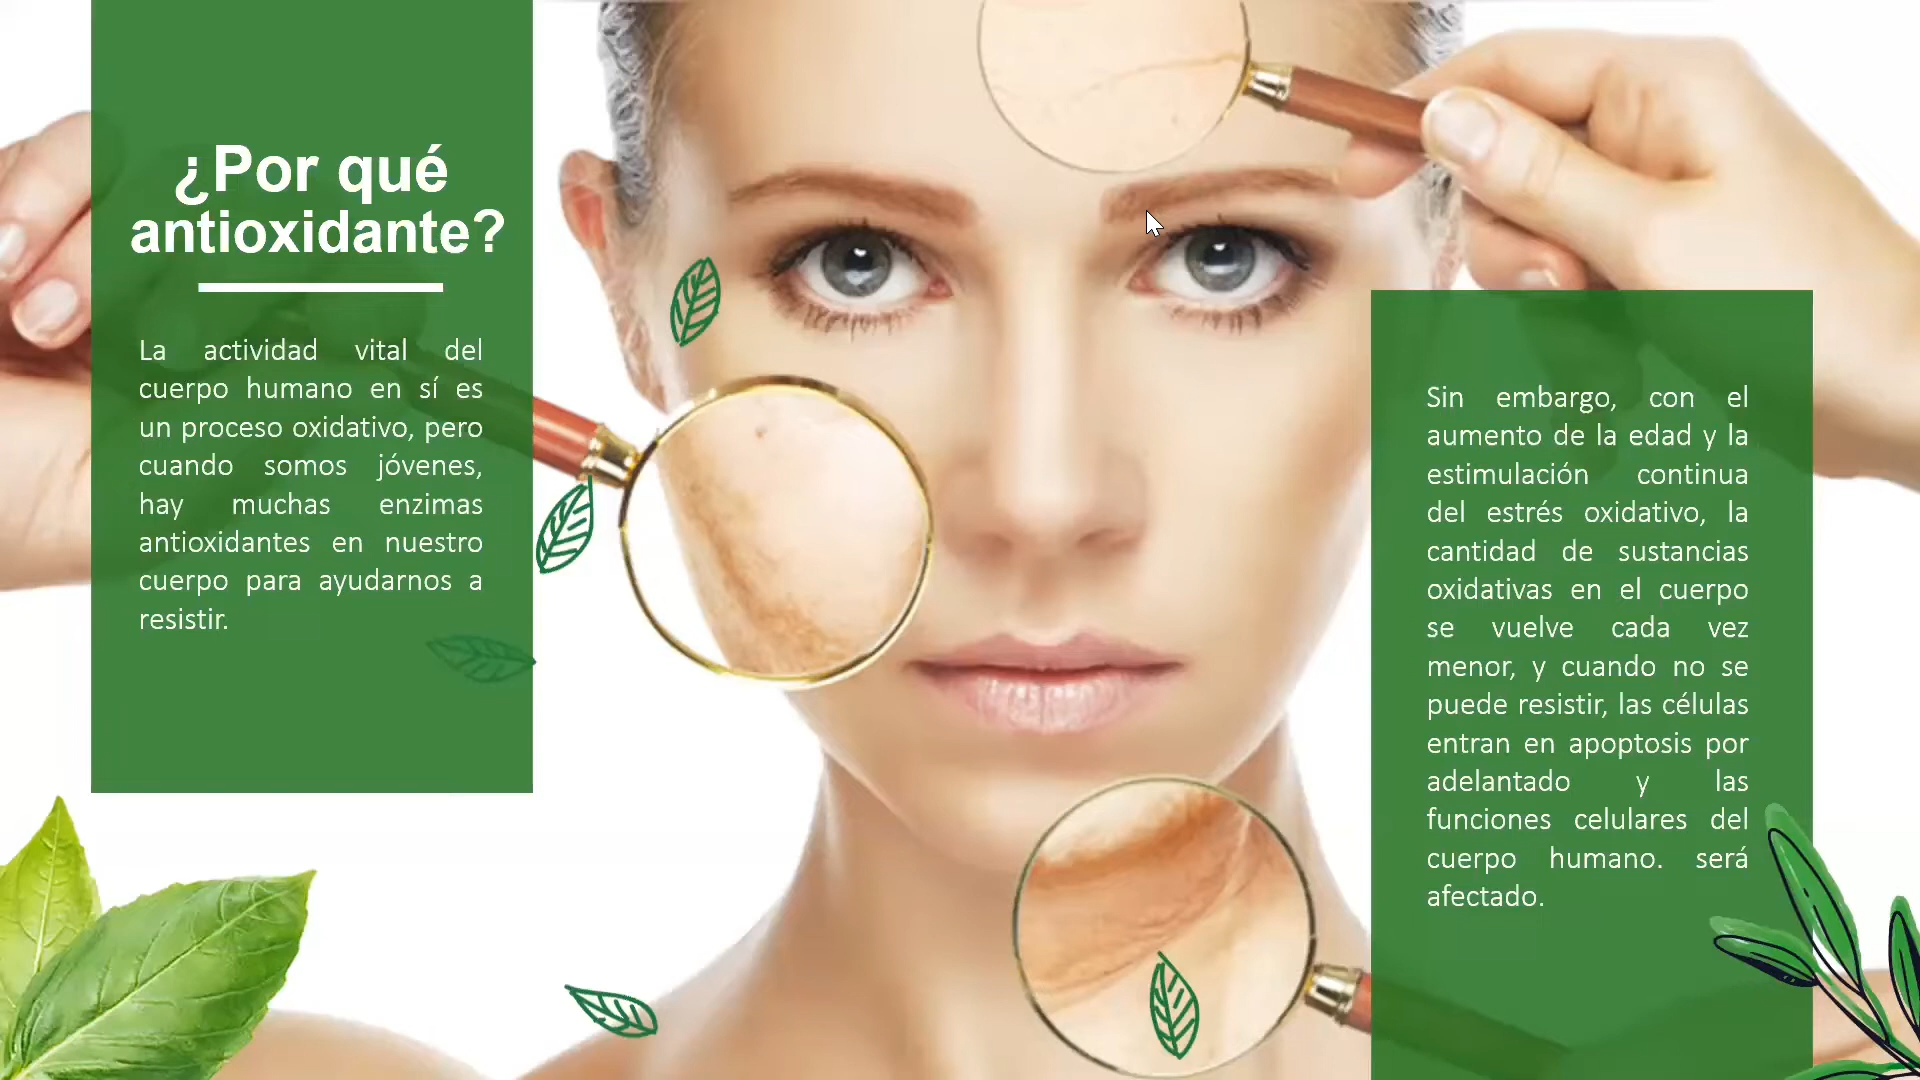 ¿Por qué
antioxidante?
La actividad vital del
cuerpo humano en sí es
un proceso oxidativo, pero
cuando somos jóvenes,
hay muchas enzimas
antioxidantes en nuestro
cuerpo para ayudarnos a
resistir.
Sin embargo, con el
aumento de la edad y la
estimulación continua
del estrés oxidativo, la
cantidad de sustancias
oxidativas en el cuerpo
se vuelve cada vez
menor, y cuando no se
puede resistir, las células
entran en apoptosis por
adelantado y las
funciones celulares del
cuerpo humano. será
afectado.